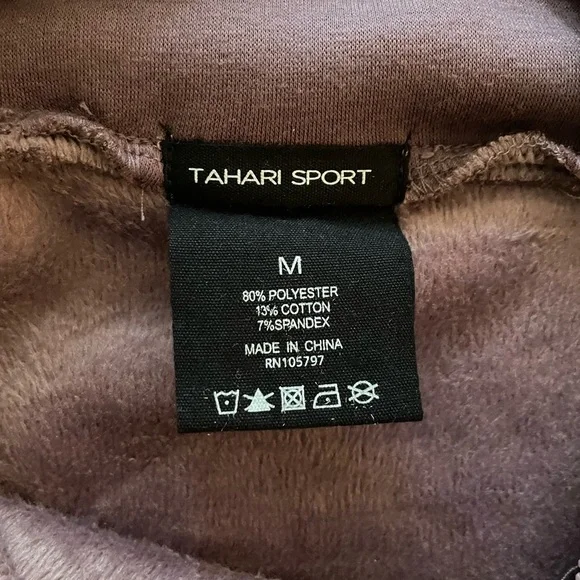 TAHARI SPORT
M
80% POLYESTER
13% COTTON
7%SPANDEX
MADE IN CHINA
RN105797